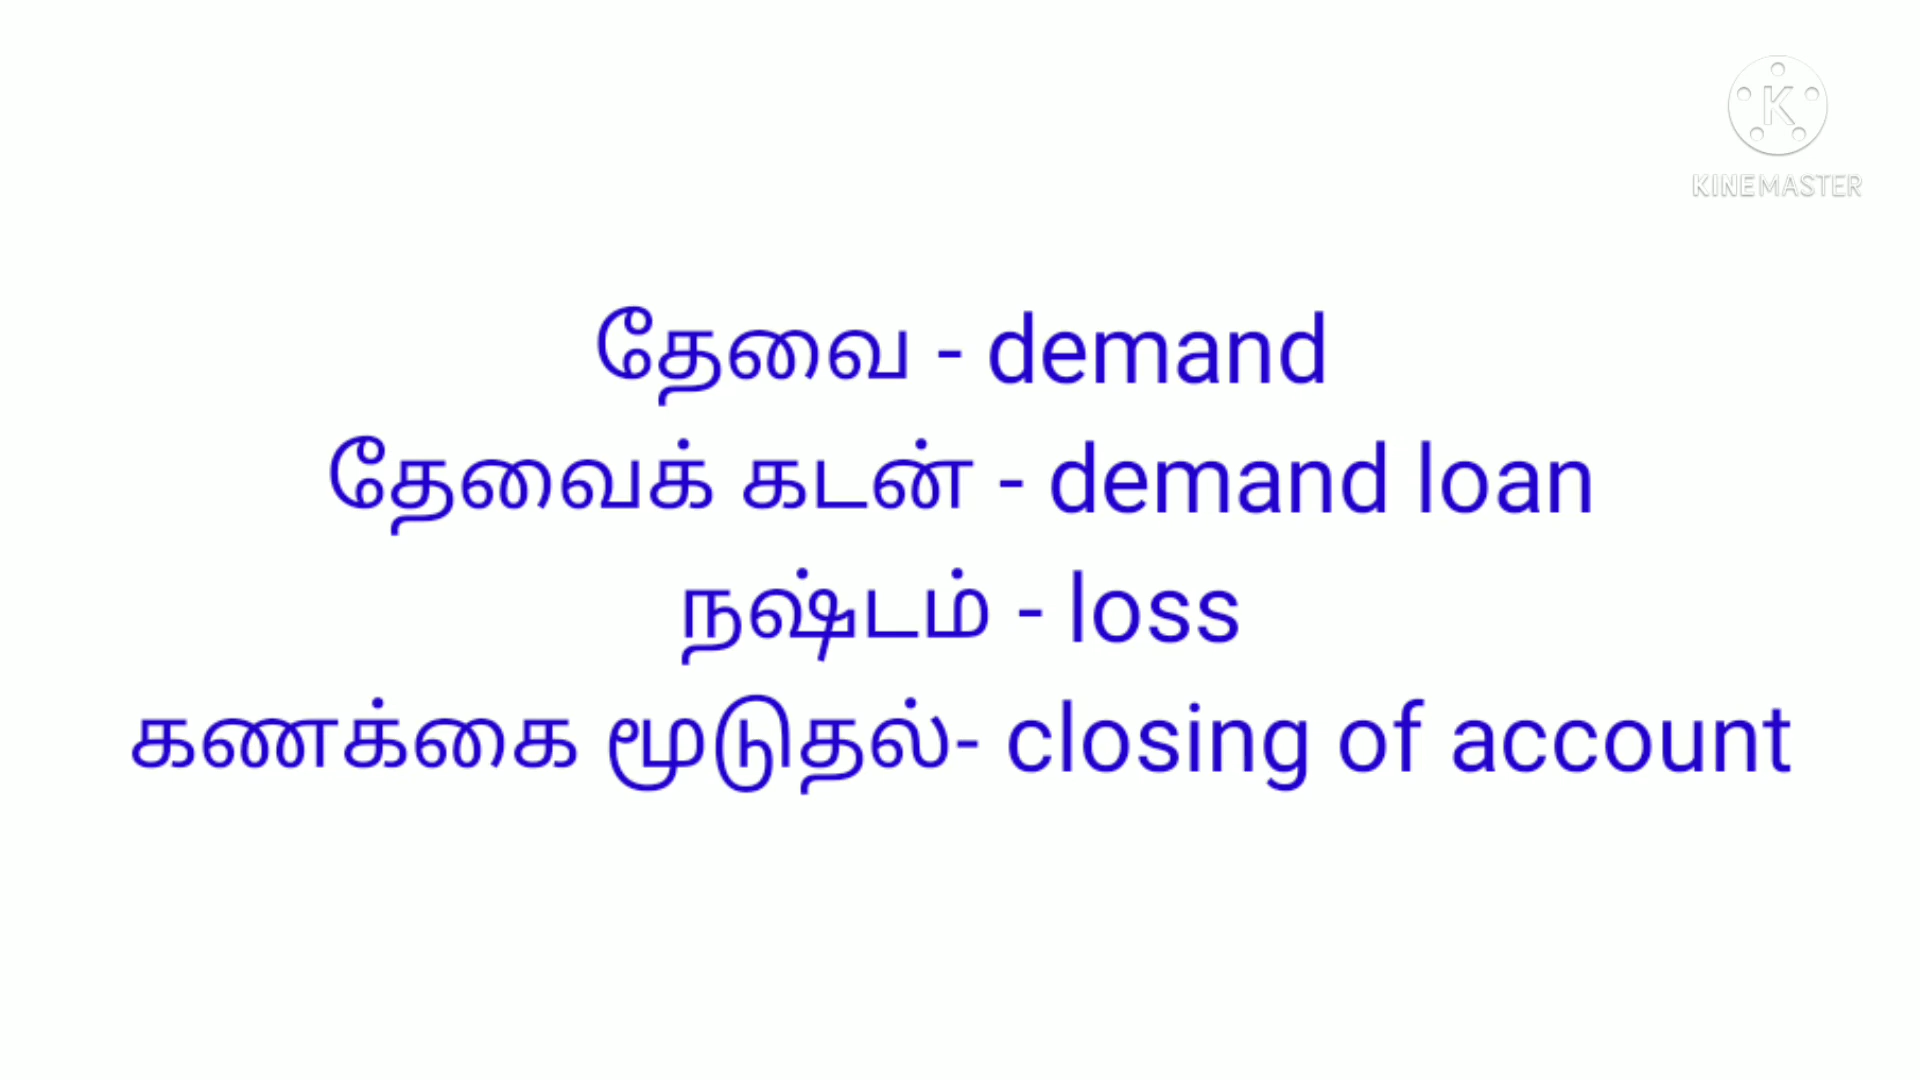 KINEMASTER
தேவை - demand
தேவைக் கடன் - demand loan
நஷ்டம் - loss
கணக்கை மூடுதல்- closing of account